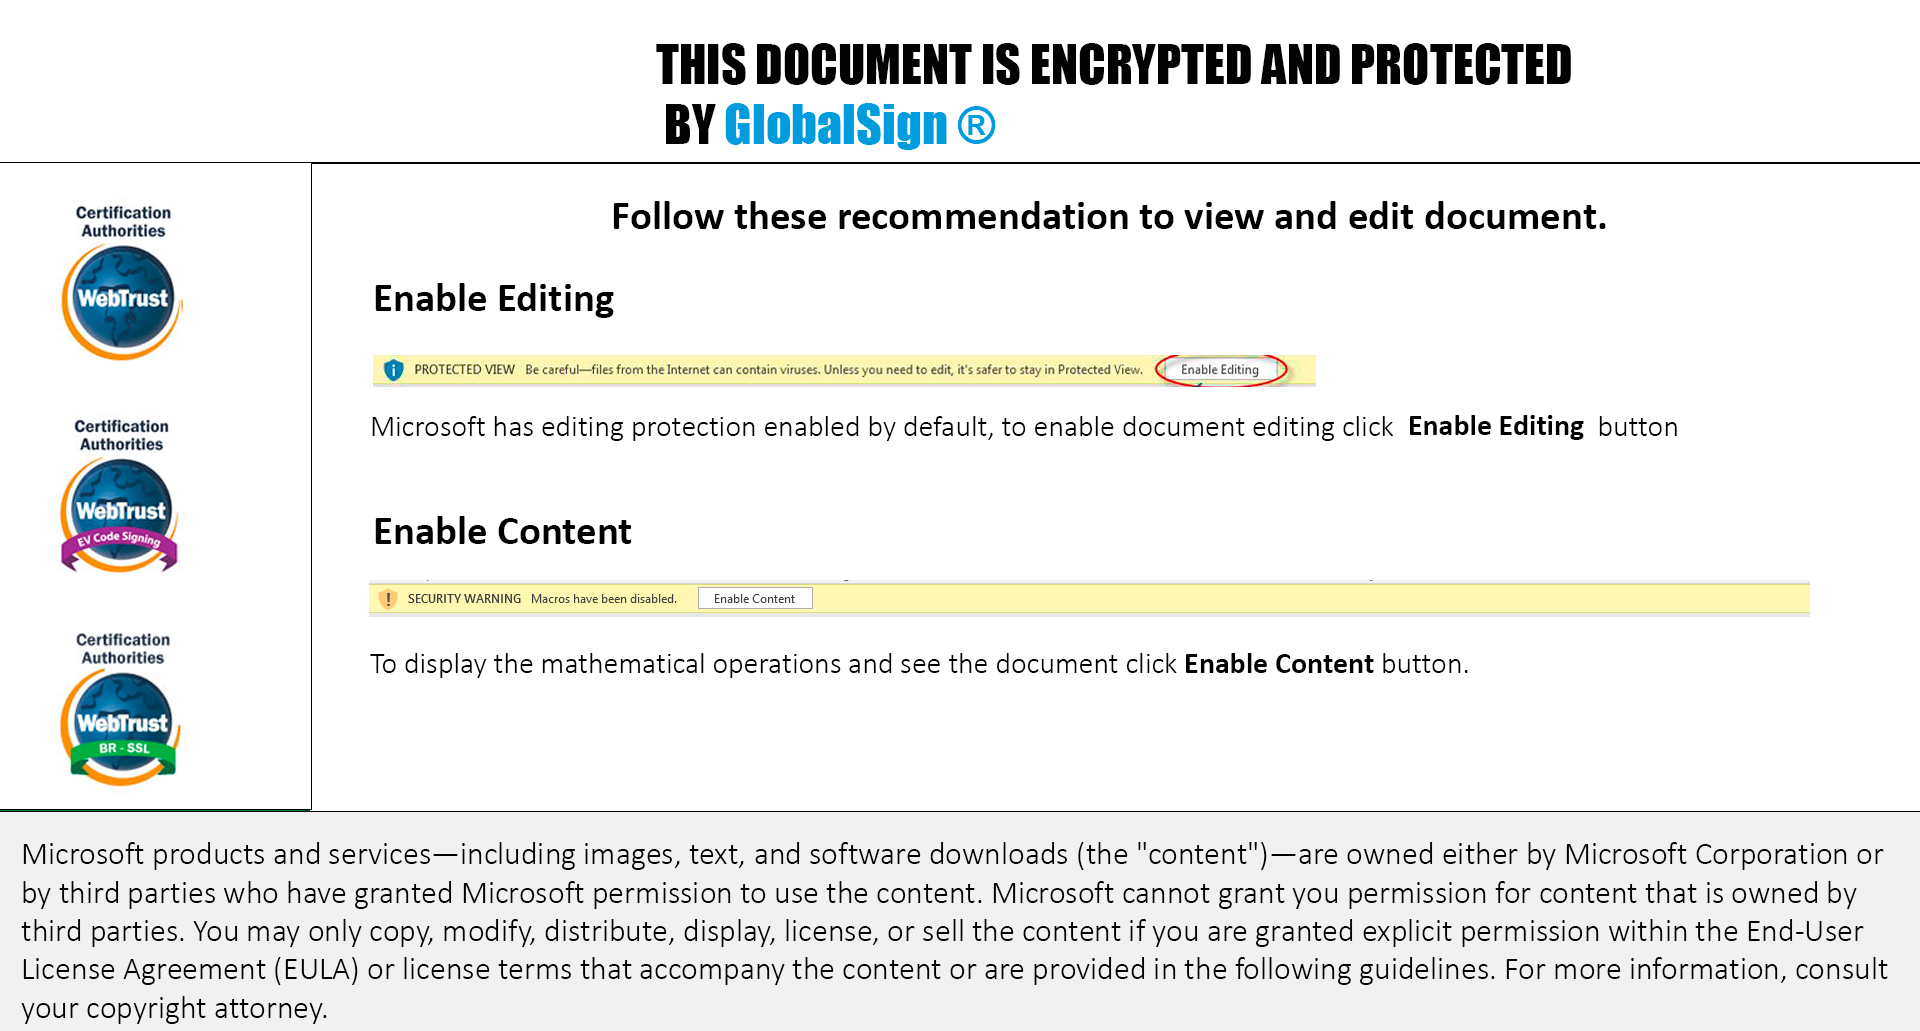 THIS DOCUMENT IS ENCRYPTED AND PROTECTED
BY GlobalSign ®
Certification
Authorities
WebTrust
Certification
Authorities
WebTrust
EV Code Signing
Certification
Authorities
WebTrust
BR - SSL
Follow these recommendation to view and edit document.
Enable Editing
PROTECTED VIEW Be careful—files from the Internet can contain viruses. Unless you need to edit, it's safer to stay in Protected View. Enable Editing
Microsoft has editing protection enabled by default, to enable document editing click Enable Editing button
Enable Content
SECURITY WARNING Macros have been disabled. Enable Content
To display the mathematical operations and see the document click Enable Content button.
Microsoft products and services—including images, text, and software downloads (the "content")—are owned either by Microsoft Corporation or
by third parties who have granted Microsoft permission to use the content. Microsoft cannot grant you permission for content that is owned by
third parties. You may only copy, modify, distribute, display, license, or sell the content if you are granted explicit permission within the End-User
License Agreement (EULA) or license terms that accompany the content or are provided in the following guidelines. For more information, consult
your copyright attorney.